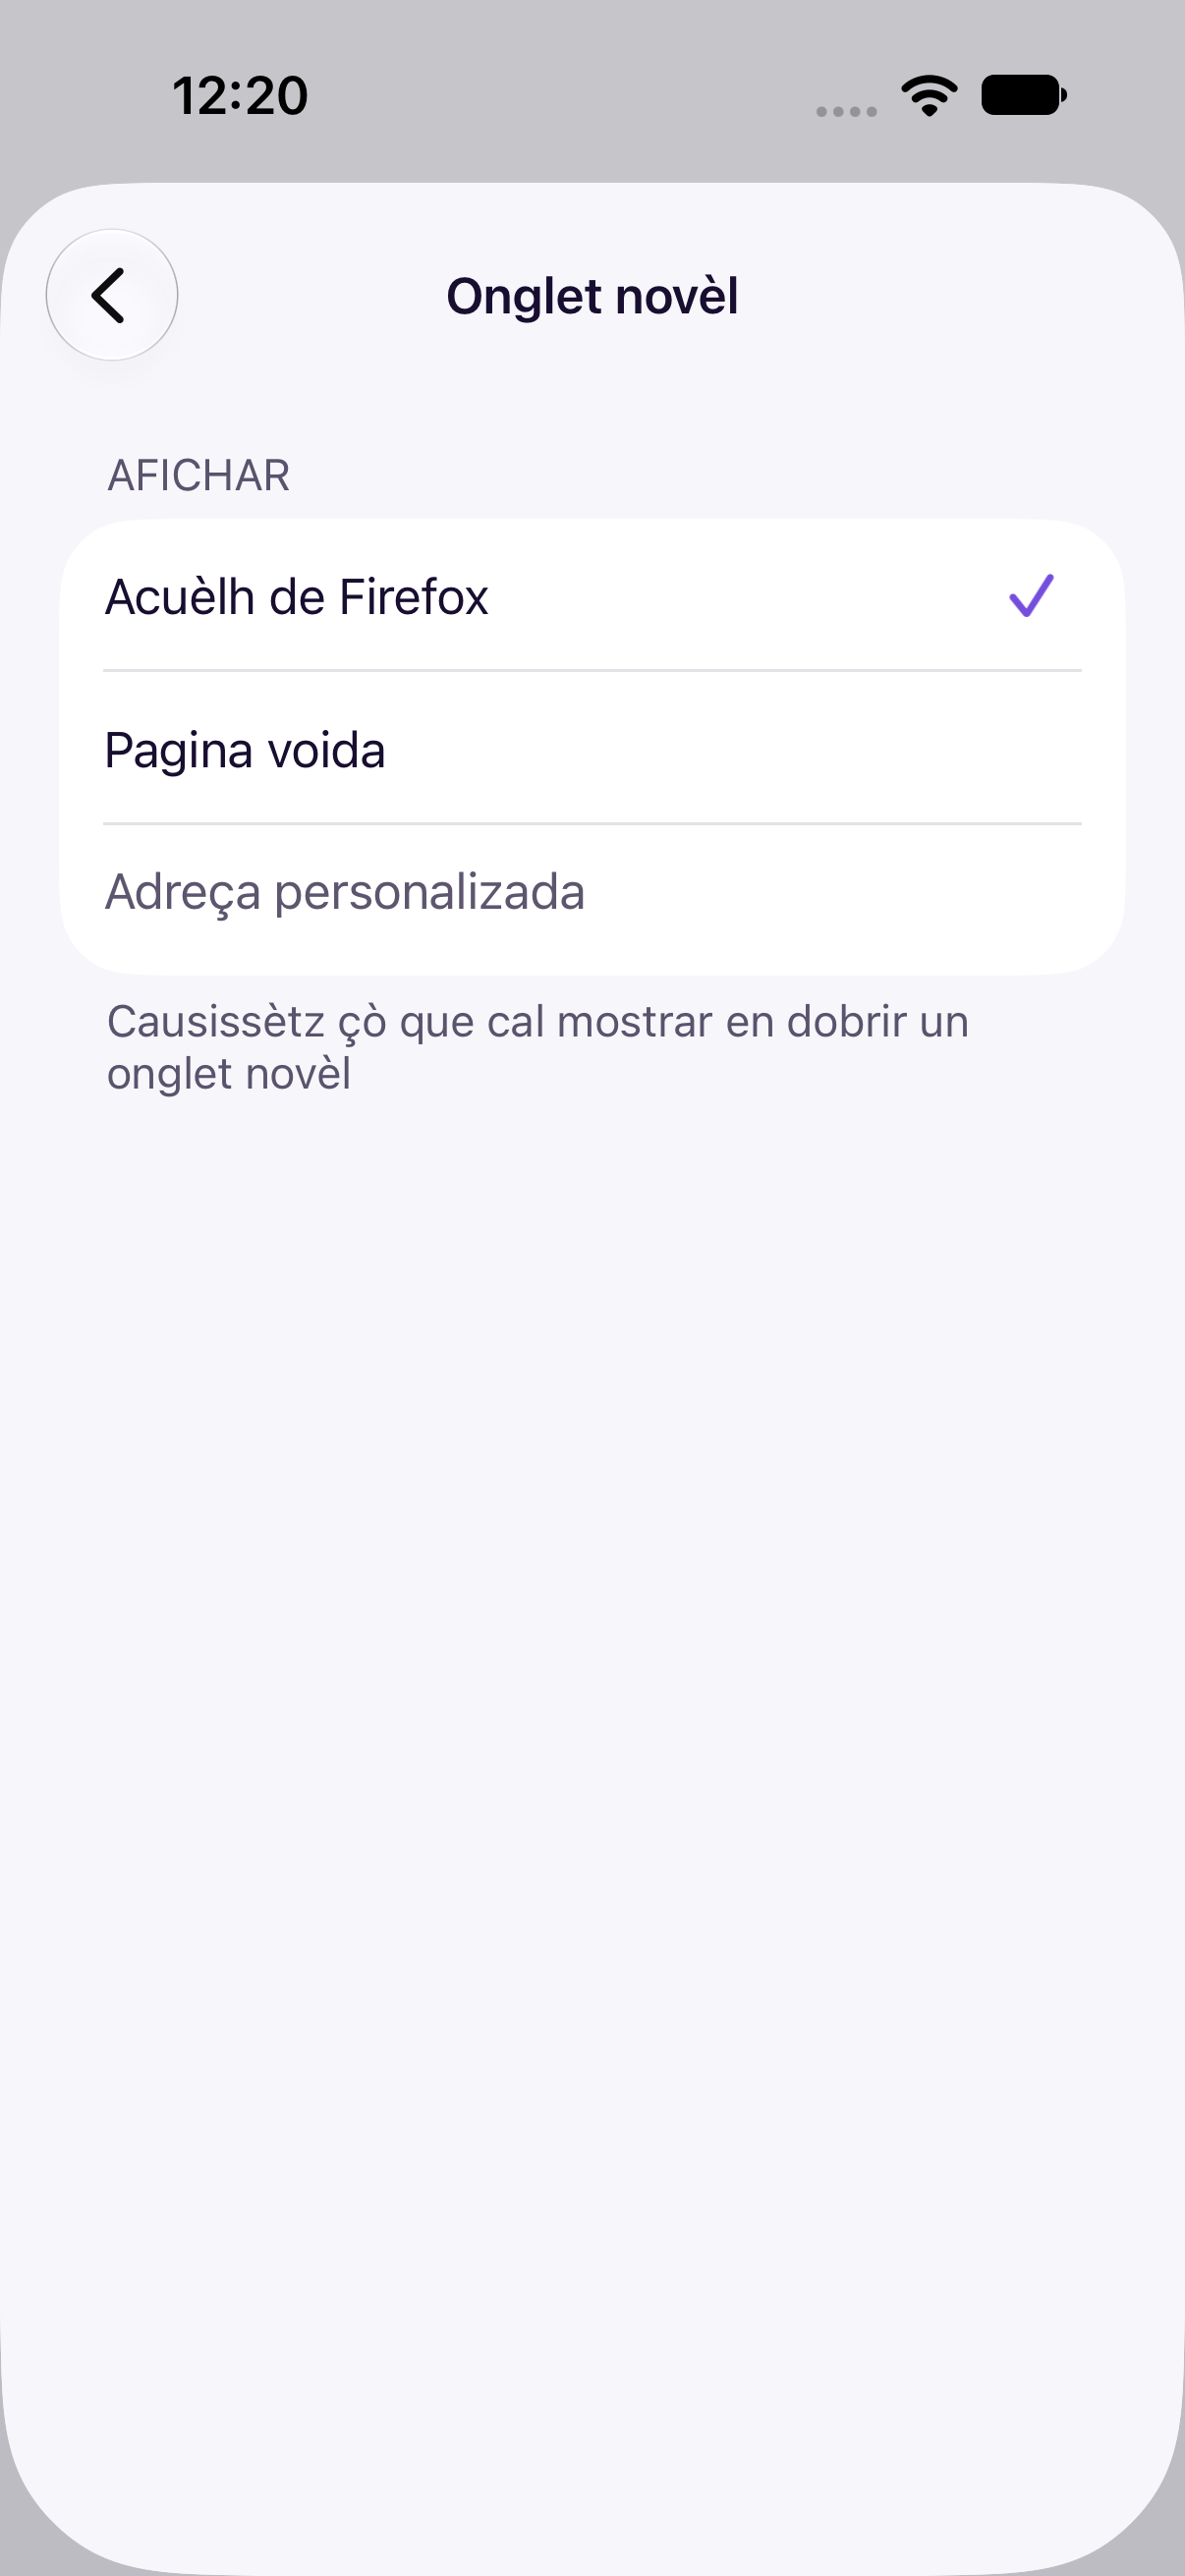 12:20
Onglet novèl
AFICHAR
Acuèlh de Firefox
Pagina voida
Adreça personalizada
Causissètz çò que cal mostrar en dobrir un
onglet novèl